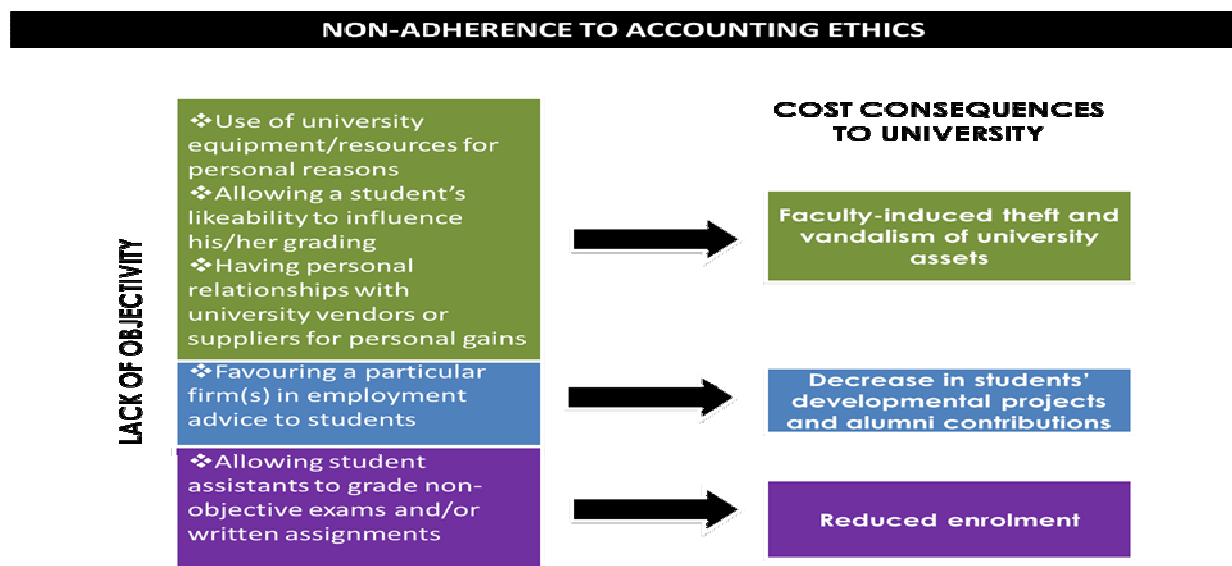 NON-ADHERENCE TO ACCOUNTING ETHICS
LACK OF OBJECTIVITY
❖Use of university
equipment/resources for
personal reasons
❖Allowing a student’s
likeability to influence
his/her grading
❖Having personal
relationships with
university vendors or
suppliers for personal gains
❖Favouring a particular
firm(s) in employment
advice to students
❖Allowing student
assistants to grade non-
objective exams and/or
written assignments
COST CONSEQUENCES
TO UNIVERSITY
Faculty-induced theft and
vandalism of university
assets
Decrease in students’
developmental projects
and alumni contributions
Reduced enrolment